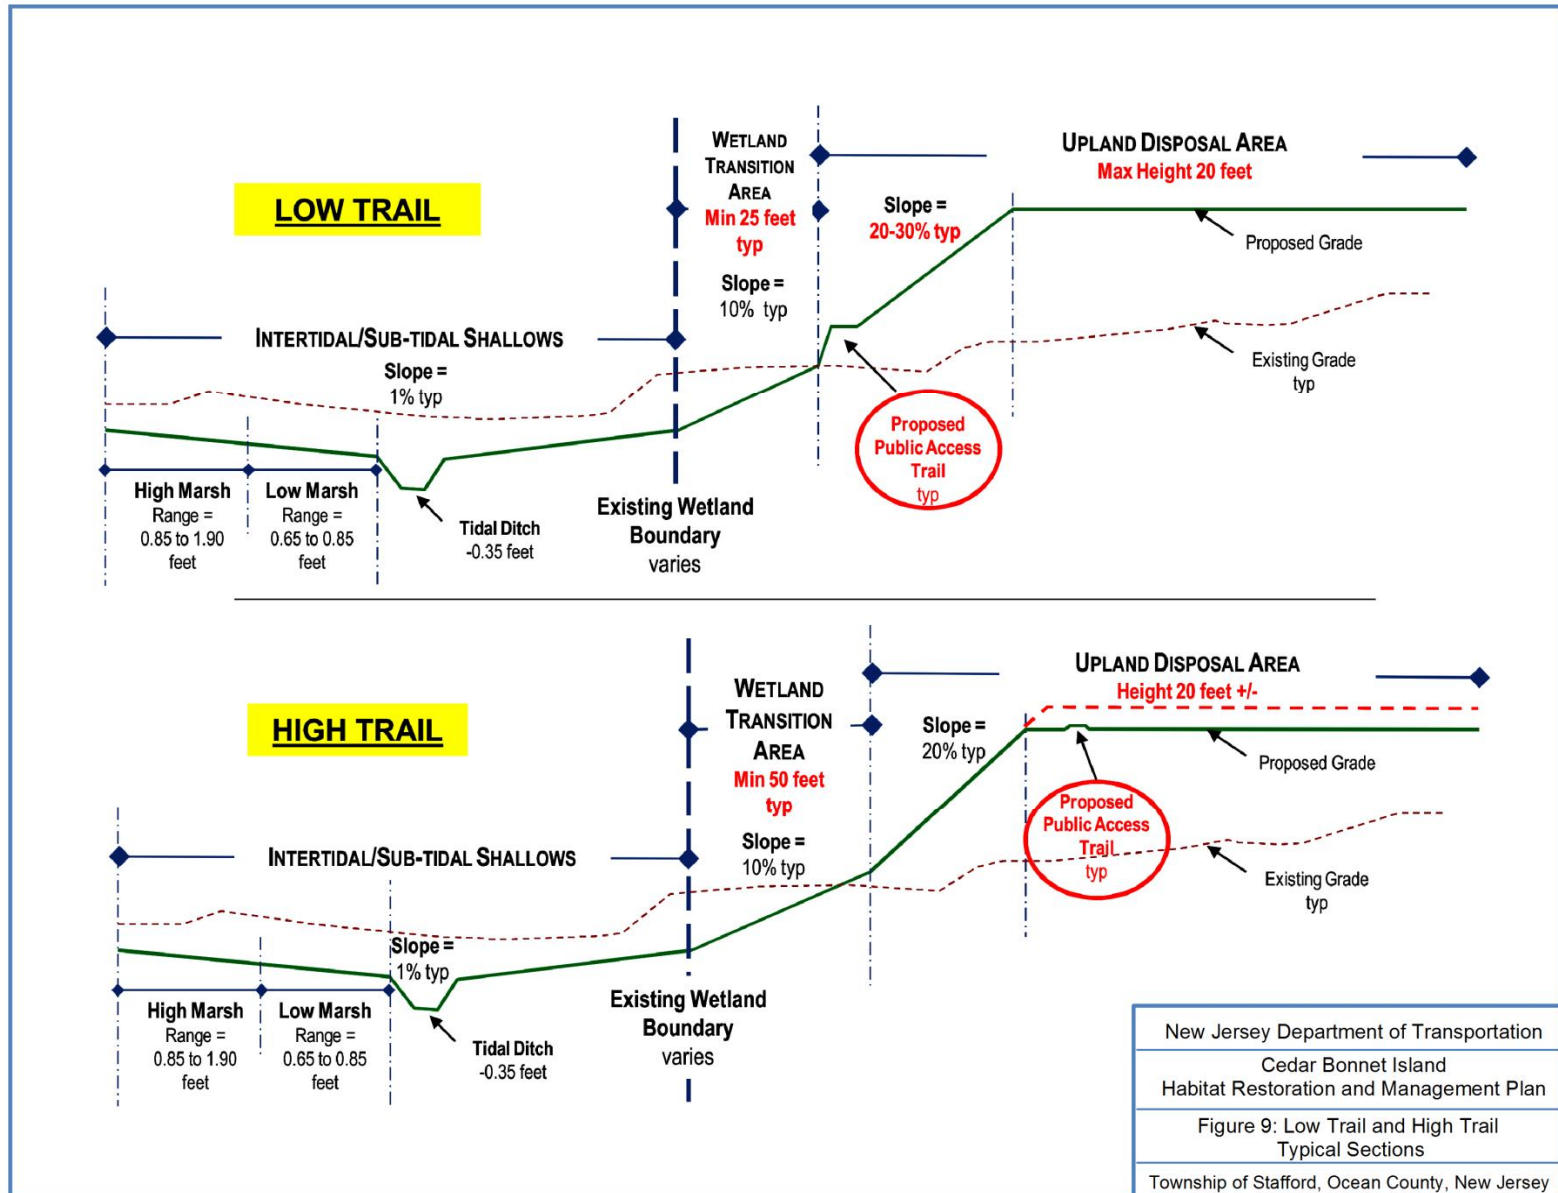 LOW TRAIL
WETLAND
TRANSITION
AREA
Min 25 feet
typ
Slope =
10% typ
UPLAND DISPOSAL AREA
Max Height 20 feet
Slope =
20-30% typ
Proposed Grade
Existing Grade
typ
INTERTIDAL/SUB-TIDAL SHALLOWS
Slope =
1% typ
Proposed
Public Access
Trail
typ
High Marsh
Range =
0.85 to 1.90
feet
Low Marsh
Range =
0.65 to 0.85
feet
Tidal Ditch
-0.35 feet
Existing Wetland
Boundary
varies
HIGH TRAIL
WETLAND
TRANSITION
AREA
Min 50 feet
typ
Slope =
10% typ
UPLAND DISPOSAL AREA
Height 20 feet +/-
Slope =
20% typ
Proposed Grade
Proposed
Public Access
Trail
typ
Existing Grade
typ
INTERTIDAL/SUB-TIDAL SHALLOWS
Slope =
1% typ
High Marsh
Range =
0.85 to 1.90
feet
Low Marsh
Range =
0.65 to 0.85
feet
Tidal Ditch
-0.35 feet
Existing Wetland
Boundary
varies
New Jersey Department of Transportation
Cedar Bonnet Island
Habitat Restoration and Management Plan
Figure 9: Low Trail and High Trail
Typical Sections
Township of Stafford, Ocean County, New Jersey